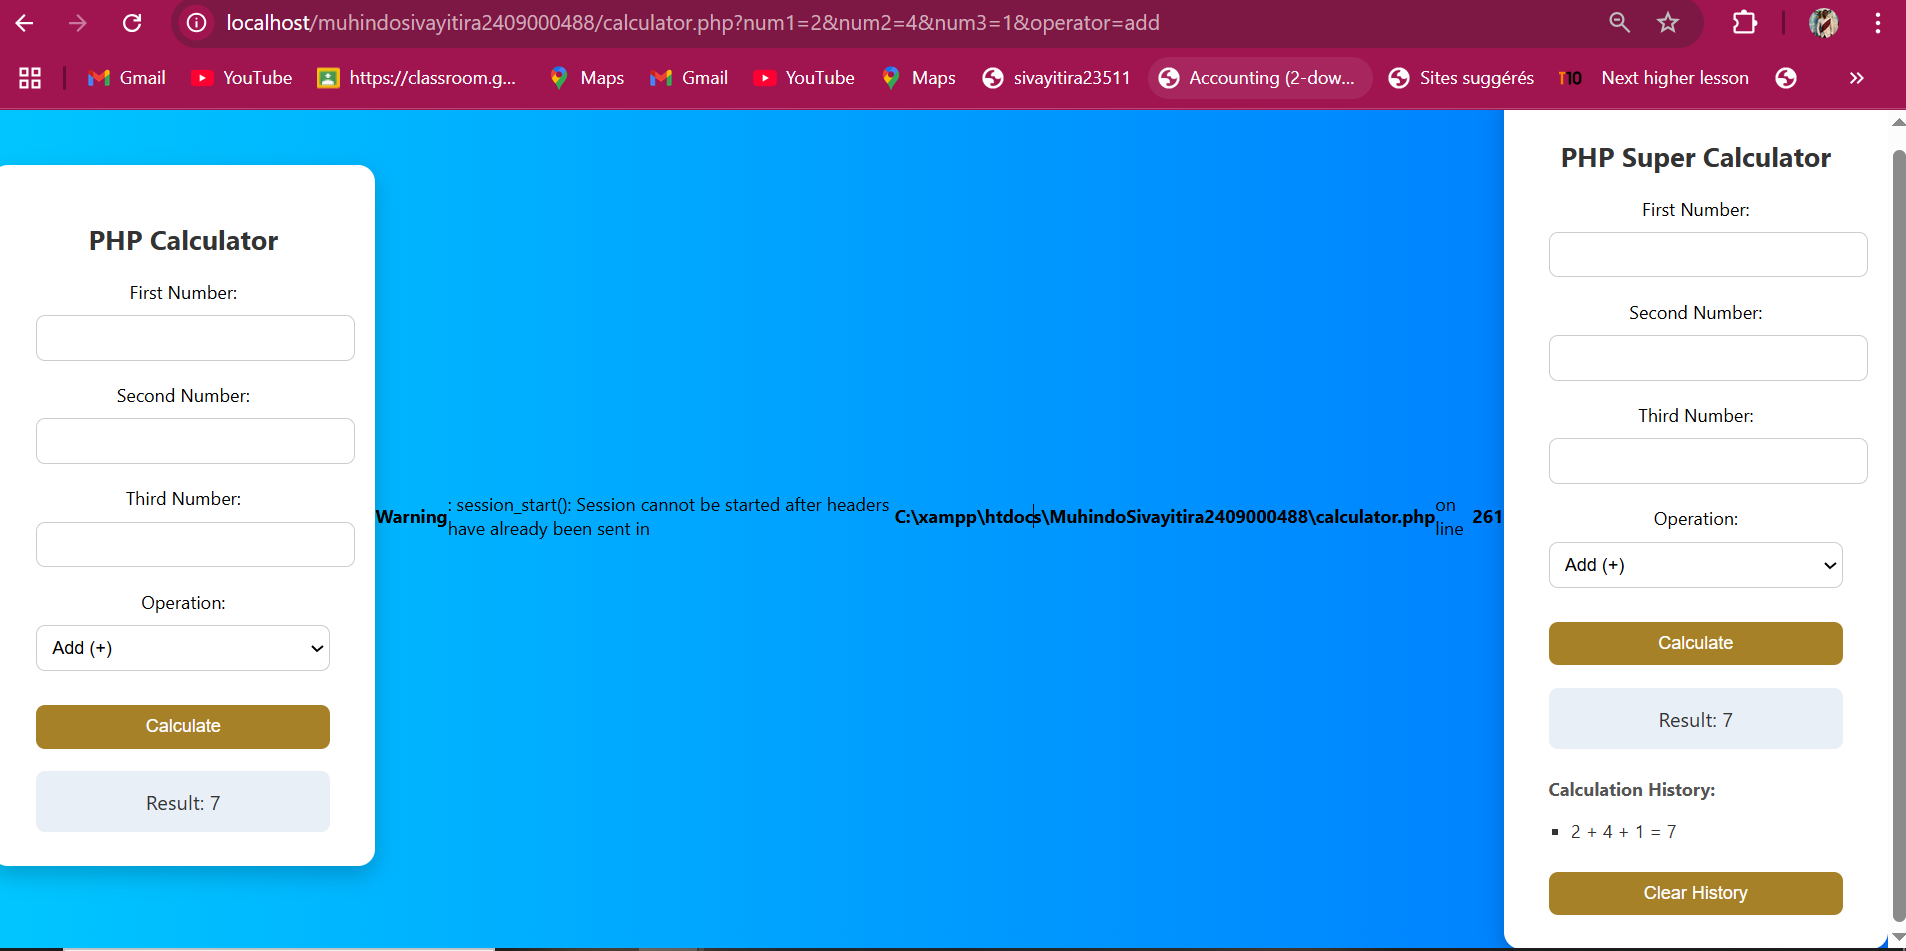 localhost/muhindosivayitira2409000488/calculator.php?num1=2&num2=4&num3=1&operator=add
Gmail YouTube https://classroom.g... Maps Gmail YouTube Maps sivayitira23511 Accounting (2-dow... Sites suggérés T10 Next higher lesson »
PHP Calculator
First Number:
Second Number:
Third Number:
Operation:
Add (+)
Calculate
Result: 7
Warning
: session_start(): Session cannot be started after headers
have already been sent in
C:\xampp\htdocs\MuhindoSivayitira2409000488\calculator.php
on
line
261
PHP Super Calculator
First Number:
Second Number:
Third Number:
Operation:
Add (+)
Calculate
Result: 7
Calculation History:
2 + 4 + 1 = 7
Clear History